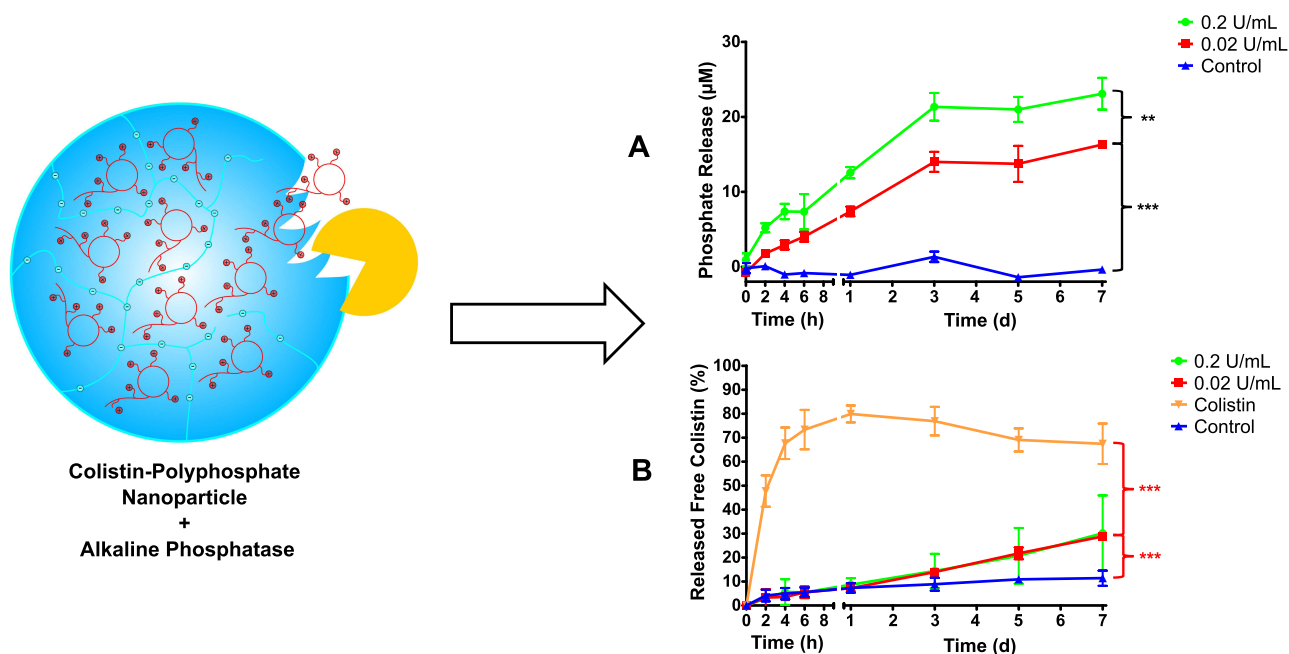 Colistin-Polyphosphate
Nanoparticle
+
Alkaline Phosphatase
A
0.2 U/mL
0.02 U/mL
Control
Phosphate Release (µM)
30
20
10
0
**
***
0 2 4 6 8 1 2 3 4 5 6 7
Time (h) Time (d)
B
0.2 U/mL
0.02 U/mL
Colistin
Control
Released Free Colistin (%)
100
90
80
70
60
50
40
30
20
10
0
***
***
0 2 4 6 8 1 2 3 4 5 6 7
Time (h) Time (d)